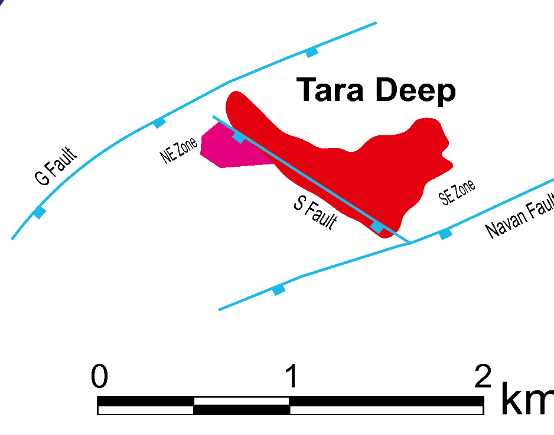 Tara Deep
NE Zone
G Fault
SE Zone
S Fault
Navan Fault
0 1 2
km